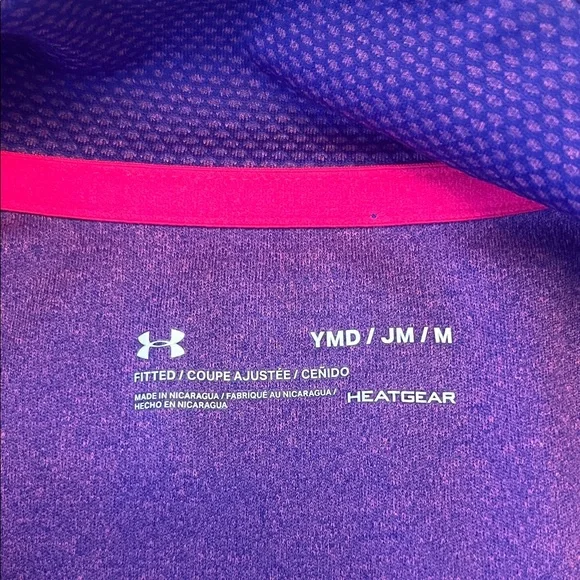 YMD / JM / M
FITTED / COUPE AJUSTÉE / CEÑIDO
MADE IN NICARAGUA / FABRIQUÉ AU NICARAGUA /
HECHO EN NICARAGUA
HEATGEAR